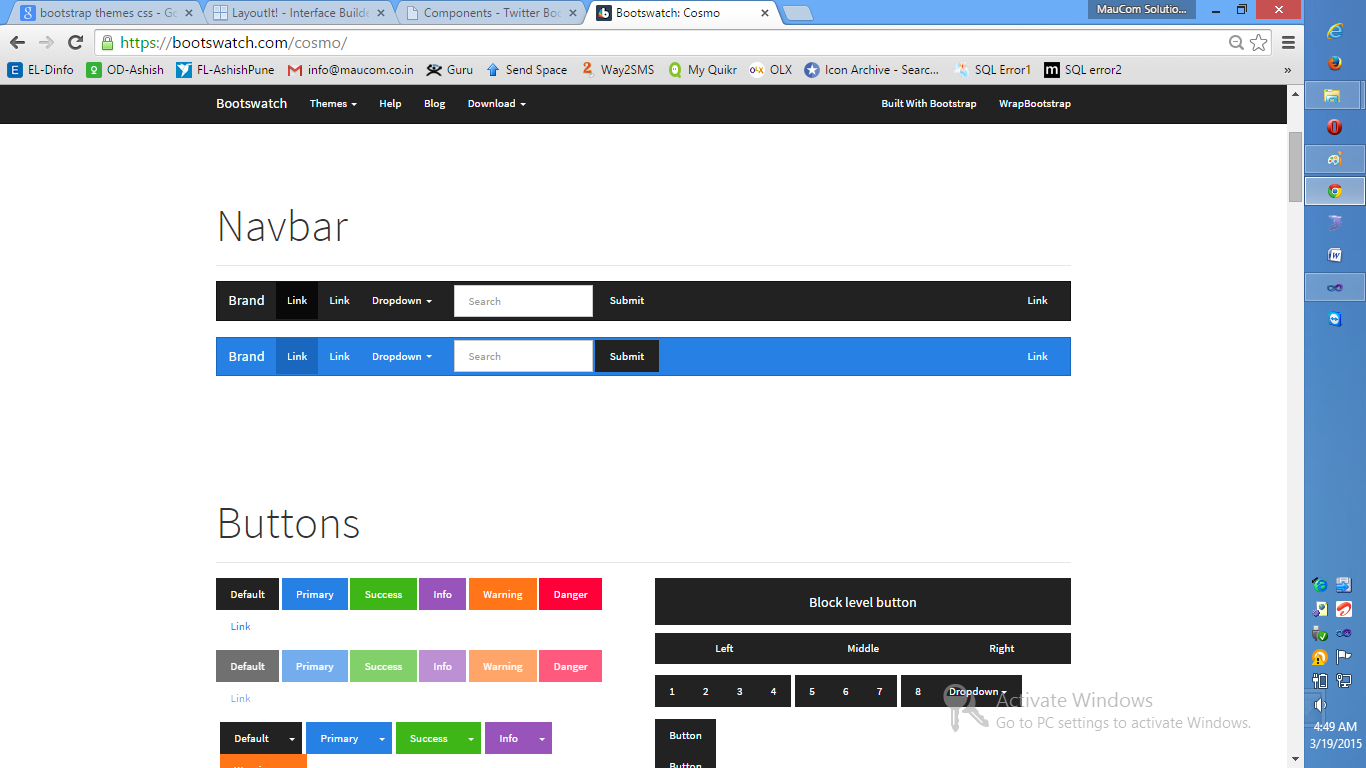 bootstrap themes css - Go
LayoutIt! - Interface Builde
Components - Twitter Boo
Bootswatch: Cosmo
MauCom Solutio...
https://bootswatch.com/cosmo/
EL-Dinfo
OD-Ashish
FL-AshishPune
info@maucom.co.in
Guru
Send Space
Way2SMS
My Quikr
OLX
Icon Archive - Searc...
SQL Error1
SQL error2
»
Bootswatch Themes Help Blog Download Built With Bootstrap WrapBootstrap
Navbar
Brand Link Link Dropdown Search Submit Link
Brand Link Link Dropdown Search Submit Link
Buttons
Default Primary Success Info Warning Danger
Link
Default Primary Success Info Warning Danger
Link
Default Primary Success Info
Block level button
Left Middle Right
1 2 3 4 5 6 7 8 Dropdown
Button
Button
Activate Windows
Go to PC settings to activate Windows.
4:49 AM
3/19/2015